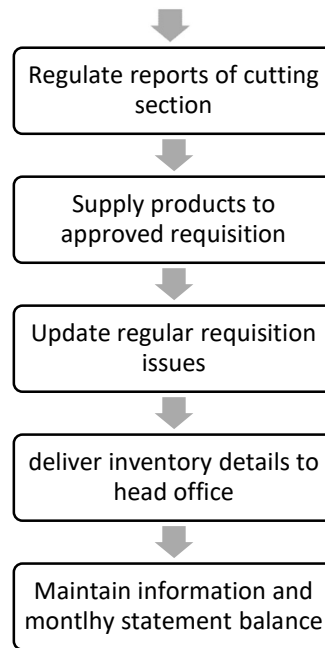 Regulate reports of cutting
section
Supply products to
approved requisition
Update regular requisition
issues
deliver inventory details to
head office
Maintain information and
montlhy statement balance